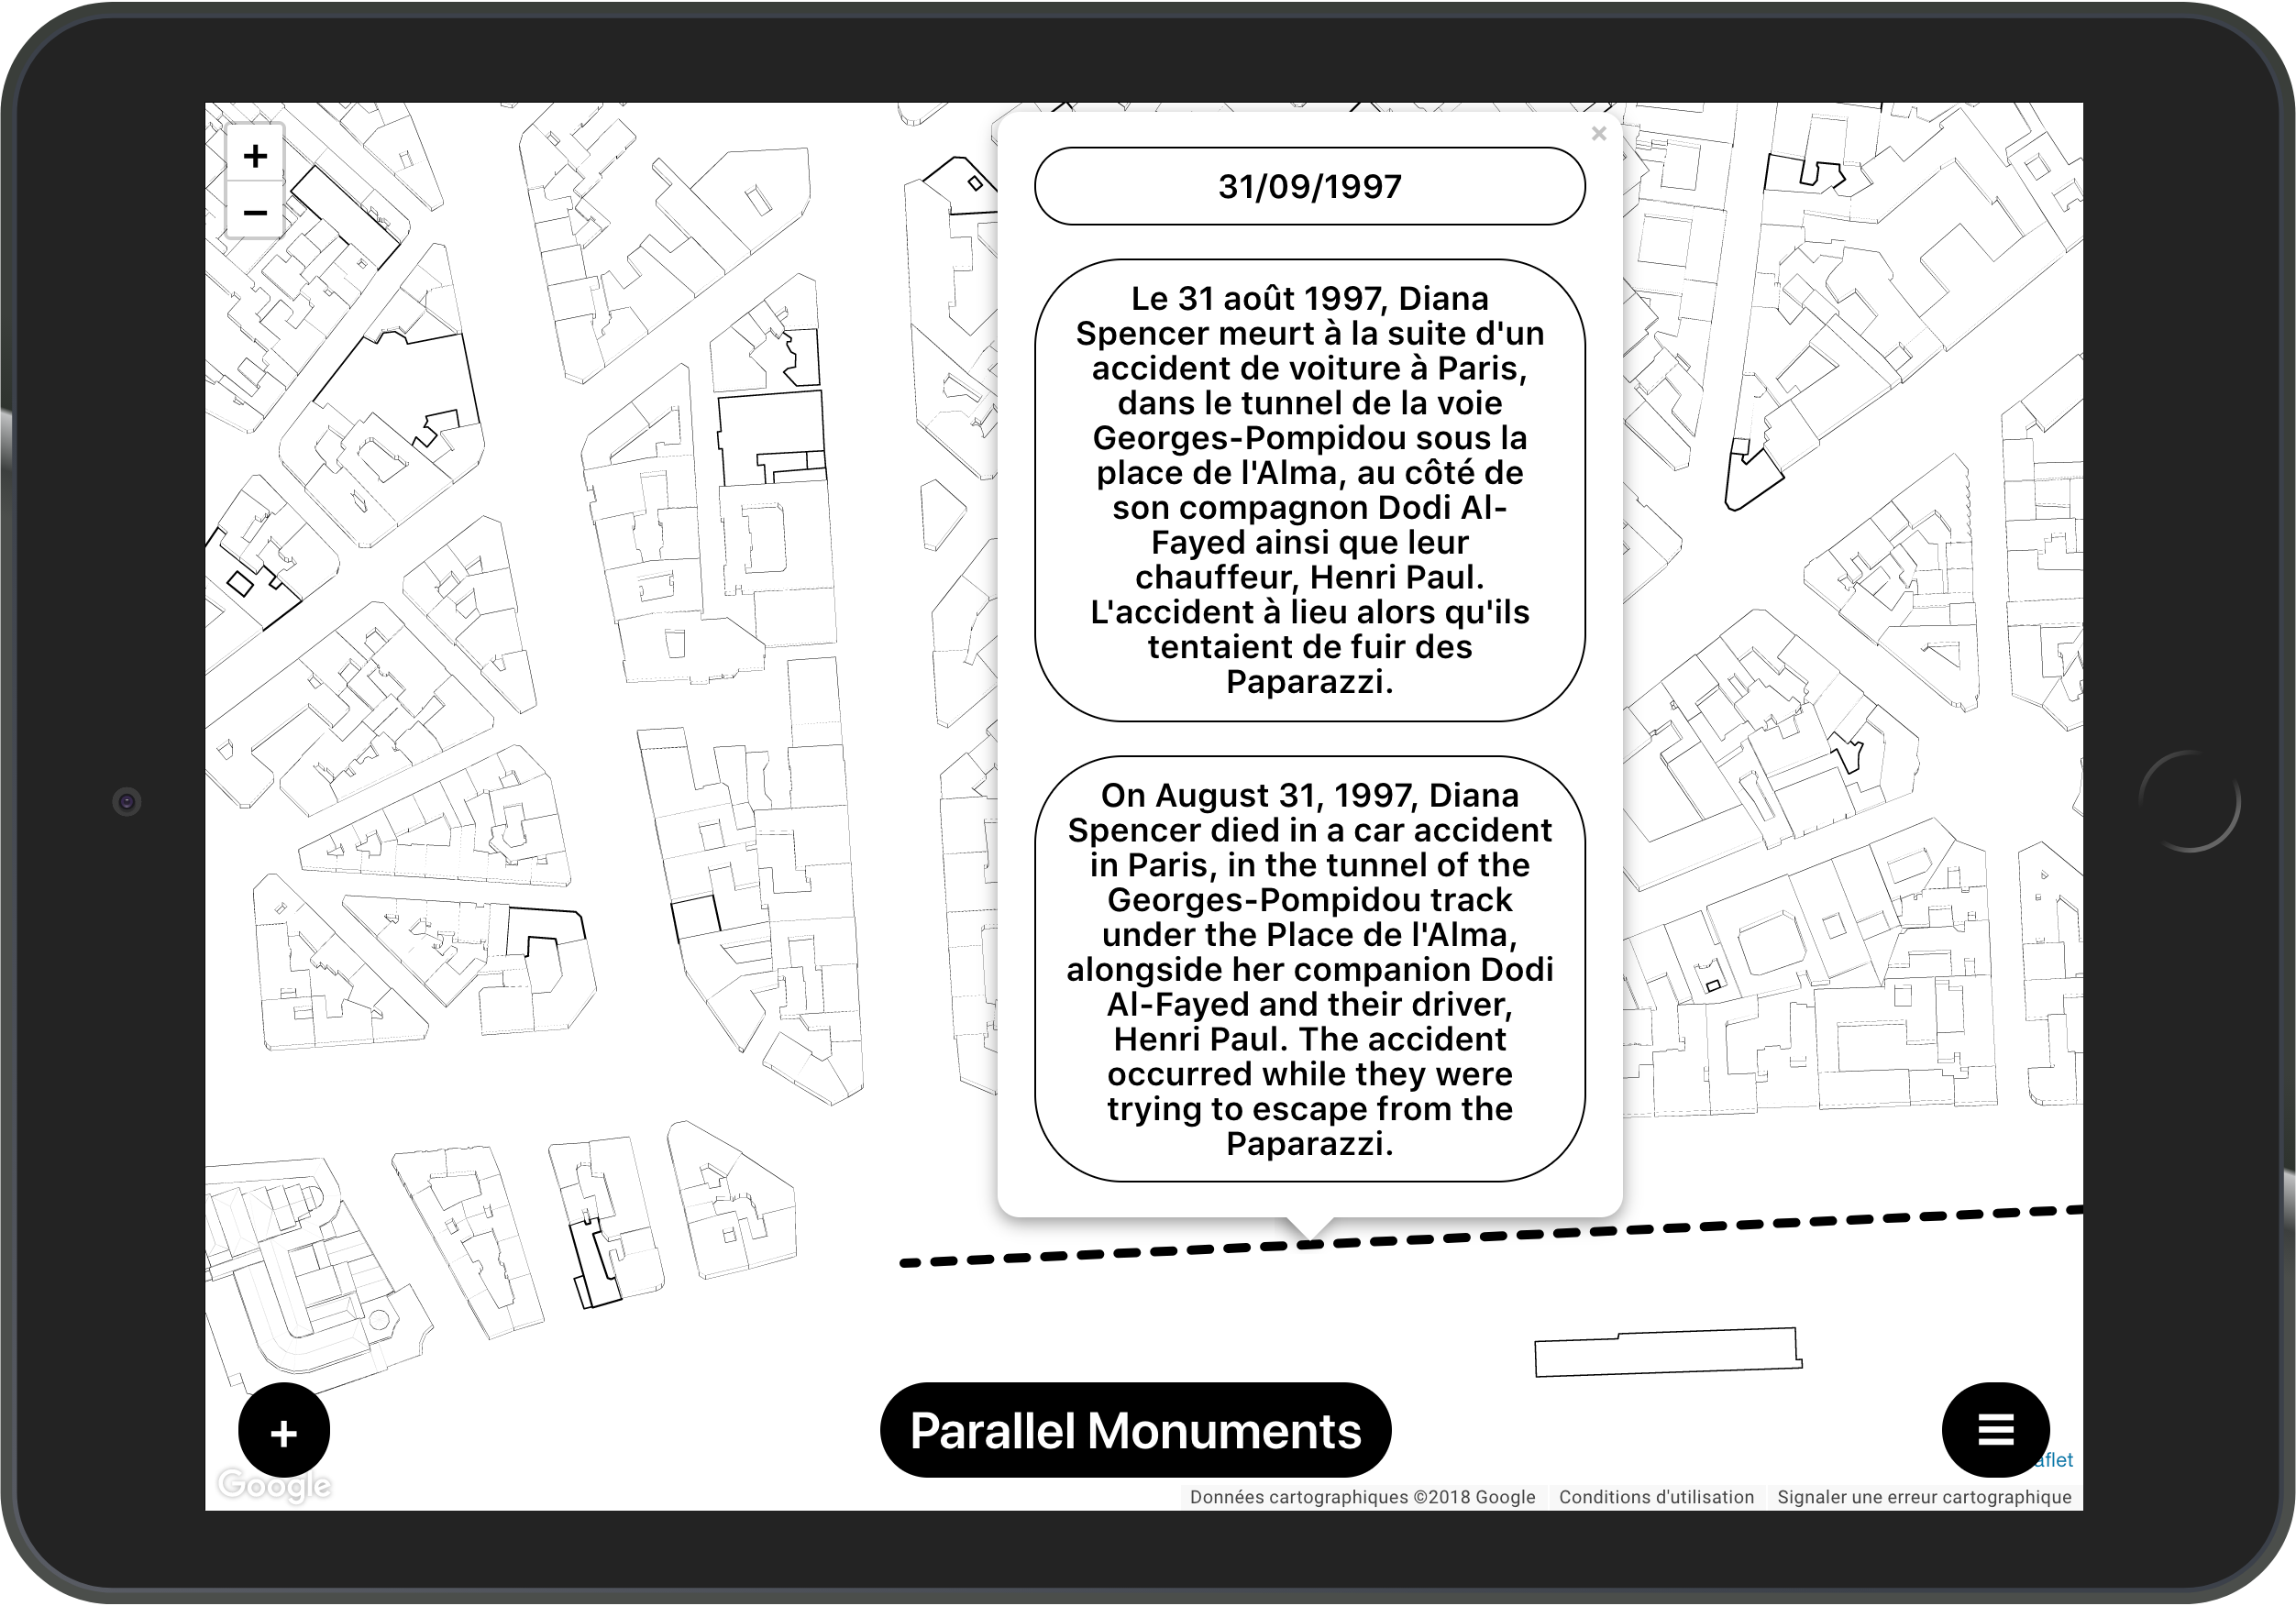 +
−
×
31/09/1997
Le 31 août 1997, Diana
Spencer meurt à la suite d'un
accident de voiture à Paris,
dans le tunnel de la voie
Georges-Pompidou sous la
place de l'Alma, au côté de
son compagnon Dodi Al-
Fayed ainsi que leur
chauffeur, Henri Paul.
L'accident à lieu alors qu'ils
tentaient de fuir des
Paparazzi.
On August 31, 1997, Diana
Spencer died in a car accident
in Paris, in the tunnel of the
Georges-Pompidou track
under the Place de l'Alma,
alongside her companion Dodi
Al-Fayed and their driver,
Henri Paul. The accident
occurred while they were
trying to escape from the
Paparazzi.
+
Parallel Monuments
aflet
Google
Données cartographiques ©2018 Google
Conditions d'utilisation
Signaler une erreur cartographique